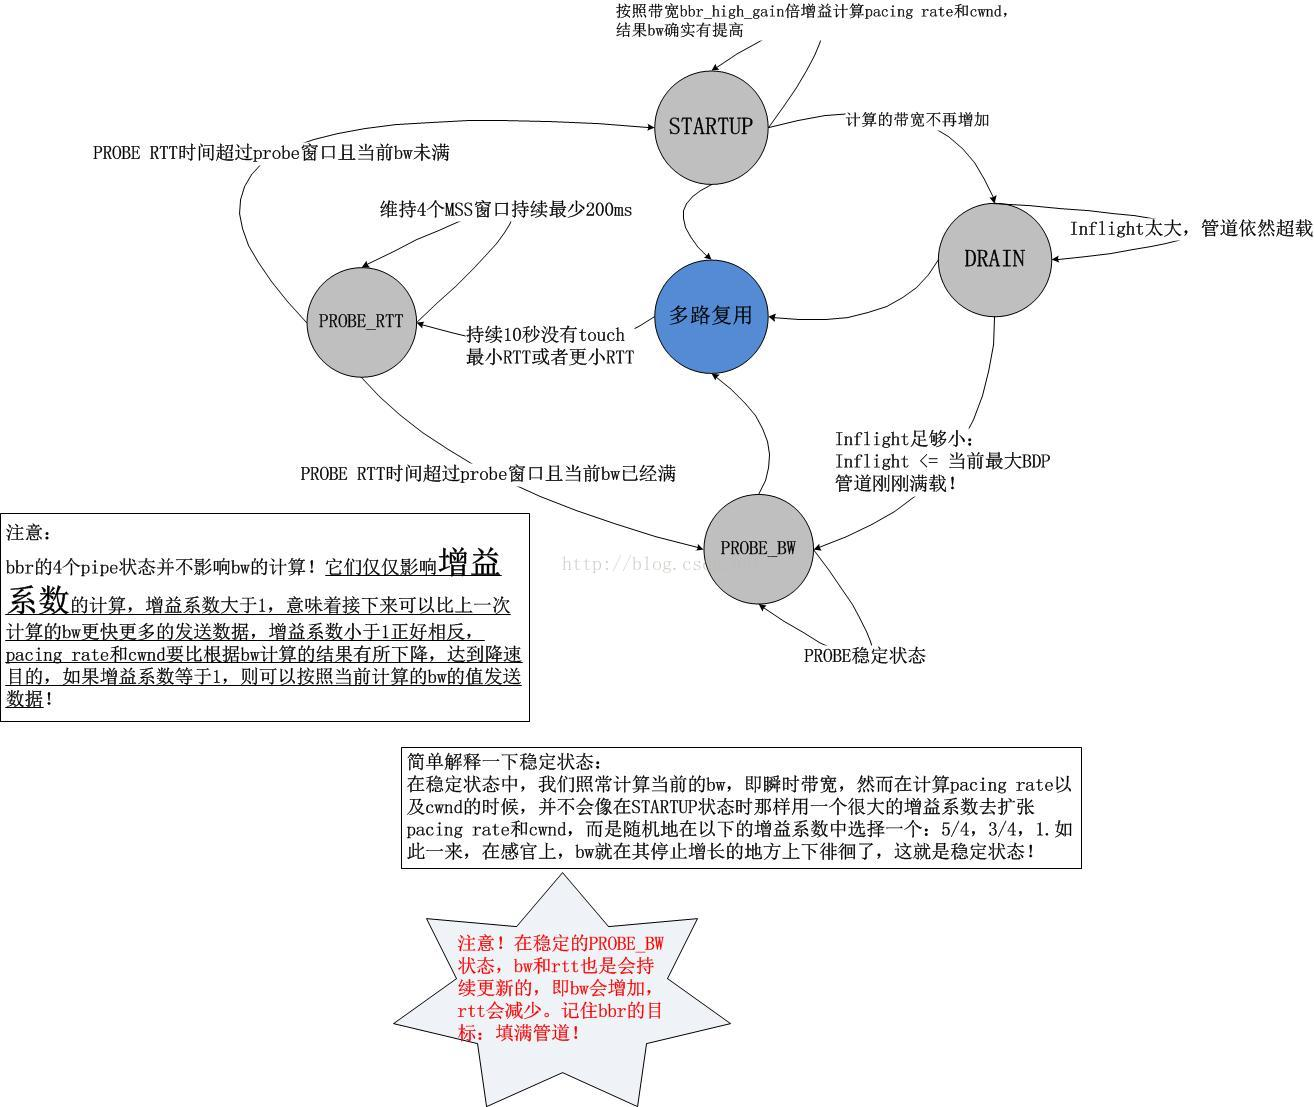 按照带宽bbr_high_gain倍增益计算pacing rate和cwnd，
结果bw确实有提高
STARTUP
计算的带宽不再增加
PROBE RTT时间超过probe窗口且当前bw未满
维持4个MSS窗口持续最少200ms
Inflight太大，管道依然超载
DRAIN
PROBE_RTT
多路复用
持续10秒没有touch
最小RTT或者更小RTT
Inflight足够小：
Inflight <= 当前最大BDP
管道刚刚满载！
PROBE RTT时间超过probe窗口且当前bw已经满
PROBE_BW
http://blog.csdn.net
PROBE稳定状态
注意：
bbr的4个pipe状态并不影响bw的计算！它们仅仅影响增益
系数的计算，增益系数大于1，意味着接下来可以比上一次
计算的bw更快更多的发送数据，增益系数小于1正好相反，
pacing rate和cwnd要比根据bw计算的结果有所下降，达到降速
目的，如果增益系数等于1，则可以按照当前计算的bw的值发送
数据！
简单解释一下稳定状态：
在稳定状态中，我们照常计算当前的bw，即瞬时带宽，然而在计算pacing rate以
及cwnd的时候，并不会像在STARTUP状态时那样用一个很大的增益系数去扩张
pacing rate和cwnd，而是随机地在以下的增益系数中选择一个：5/4，3/4，1.如
此一来，在感官上，bw就在其停止增长的地方上下徘徊了，这就是稳定状态！
注意！在稳定的PROBE_BW
状态，bw和rtt也是会持
续更新的，即bw会增加，
rtt会减少。记住bbr的目
标：填满管道！